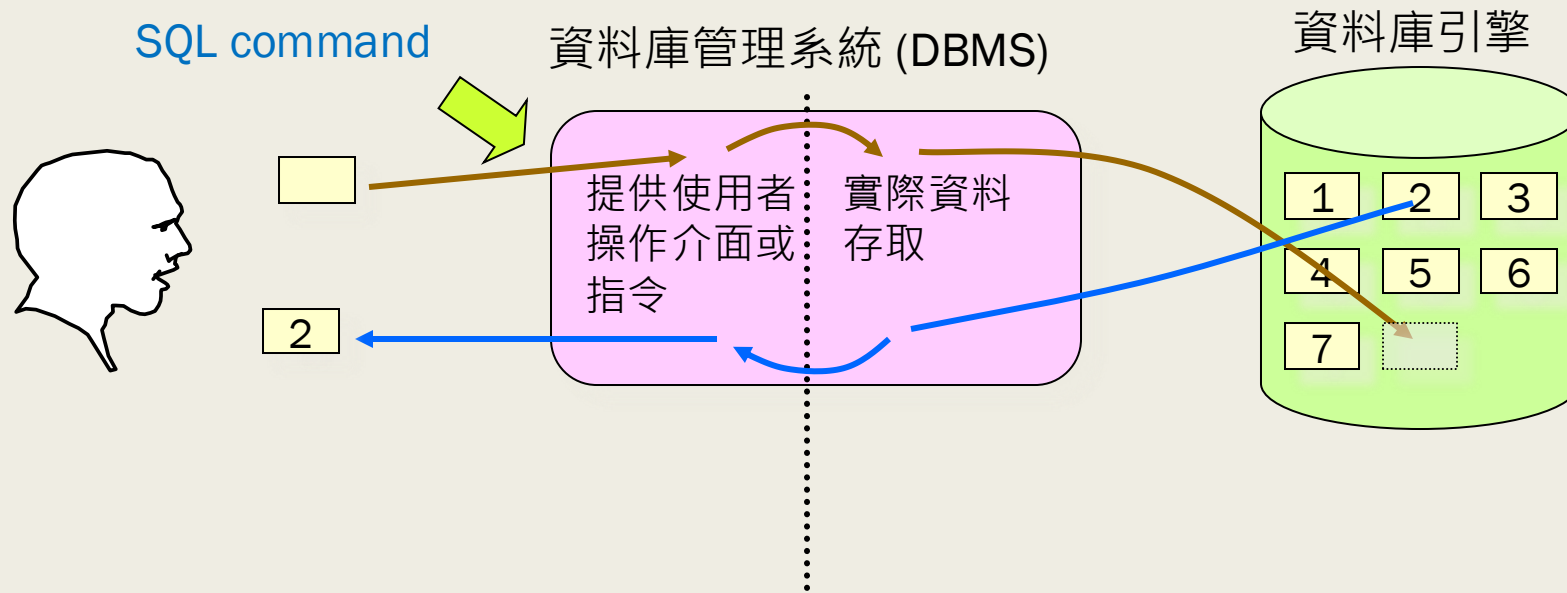 SQL command
資料庫管理系統 (DBMS)
資料庫引擎
提供使用者
操作介面或
指令
實際資料
存取
2
1 2 3
4 5 6
7